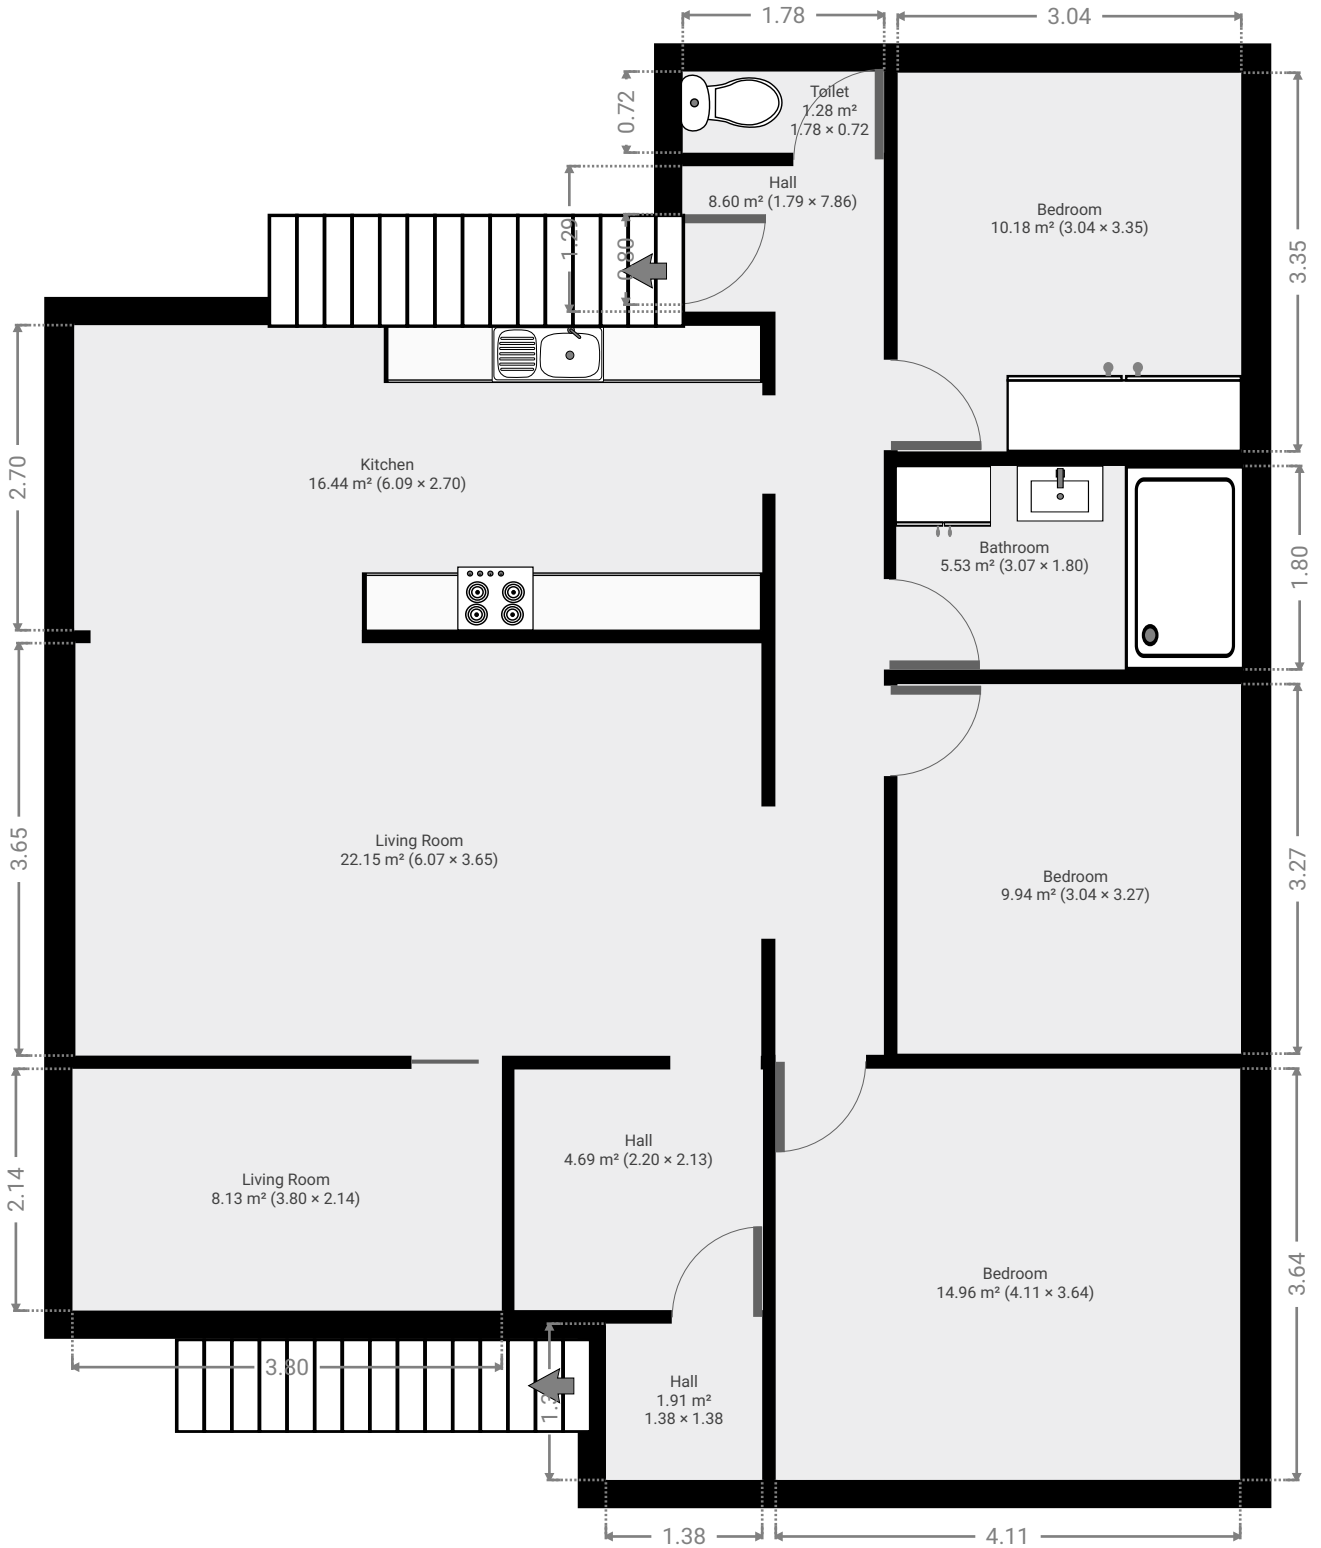 1.78
3.04
0.72
Toilet
1.28 m²
1.78 × 0.72
Hall
8.60 m² (1.79 × 7.86)
Bedroom
10.18 m² (3.04 × 3.35)
3.35
1.29
0.80
2.70
Kitchen
16.44 m² (6.09 × 2.70)
Bathroom
5.53 m² (3.07 × 1.80)
1.80
3.65
Living Room
22.15 m² (6.07 × 3.65)
Bedroom
9.94 m² (3.04 × 3.27)
3.27
2.14
Living Room
8.13 m² (3.80 × 2.14)
Hall
4.69 m² (2.20 × 2.13)
Bedroom
14.96 m² (4.11 × 3.64)
3.64
3.80
Hall
1.91 m²
1.38 × 1.38
1.38
4.11